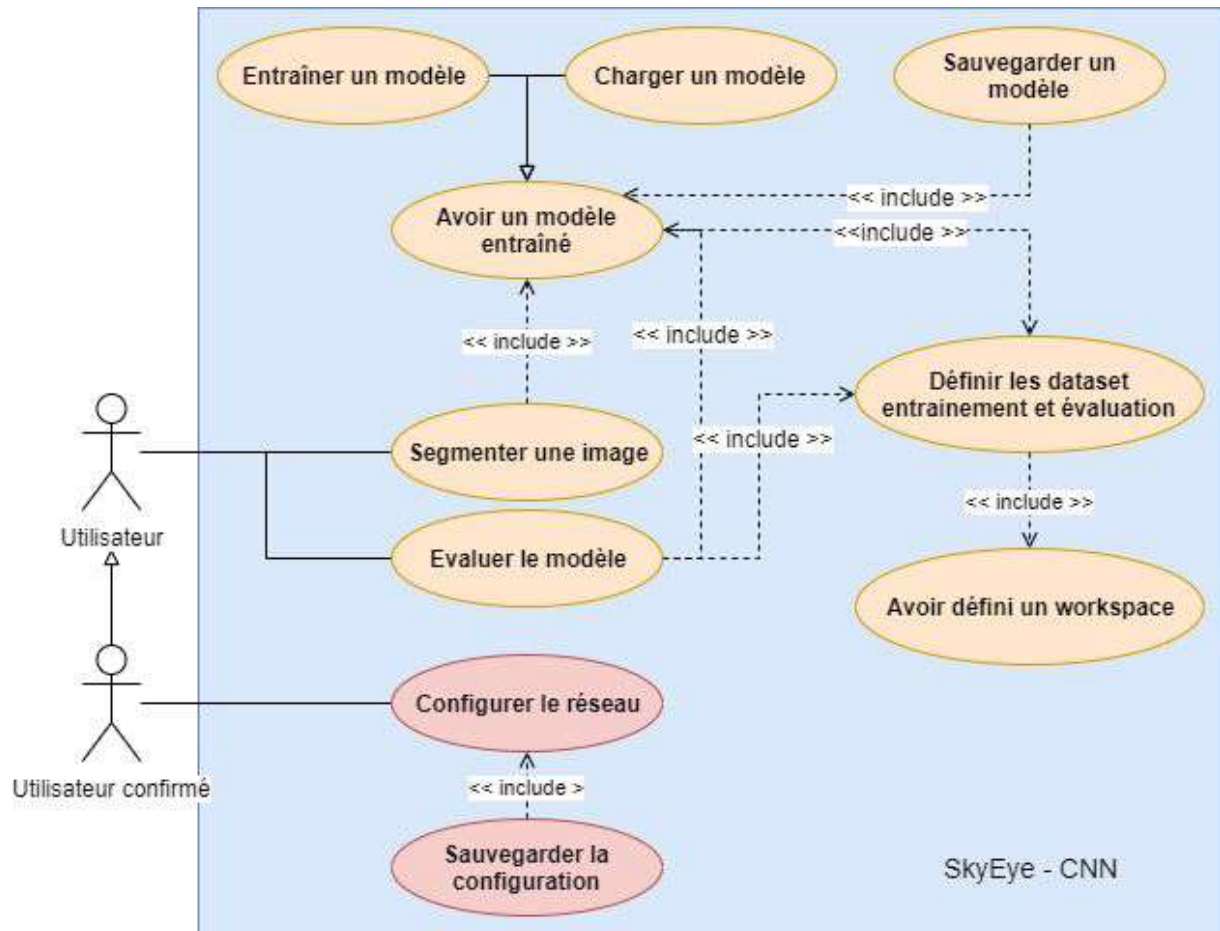 Entraîner un modèle
Charger un modèle
Sauvegarder un
modèle
<< include >>
Avoir un modèle
entraîné
<<include >>
<< include >>
<< include >>
Définir les dataset
entrainement et évaluation
<< include >>
Segmenter une image
<< include >>
Utilisateur
Evaluer le modèle
Avoir défini un workspace
Configurer le réseau
Utilisateur confirmé
<< include >
Sauvegarder la
configuration
SkyEye - CNN